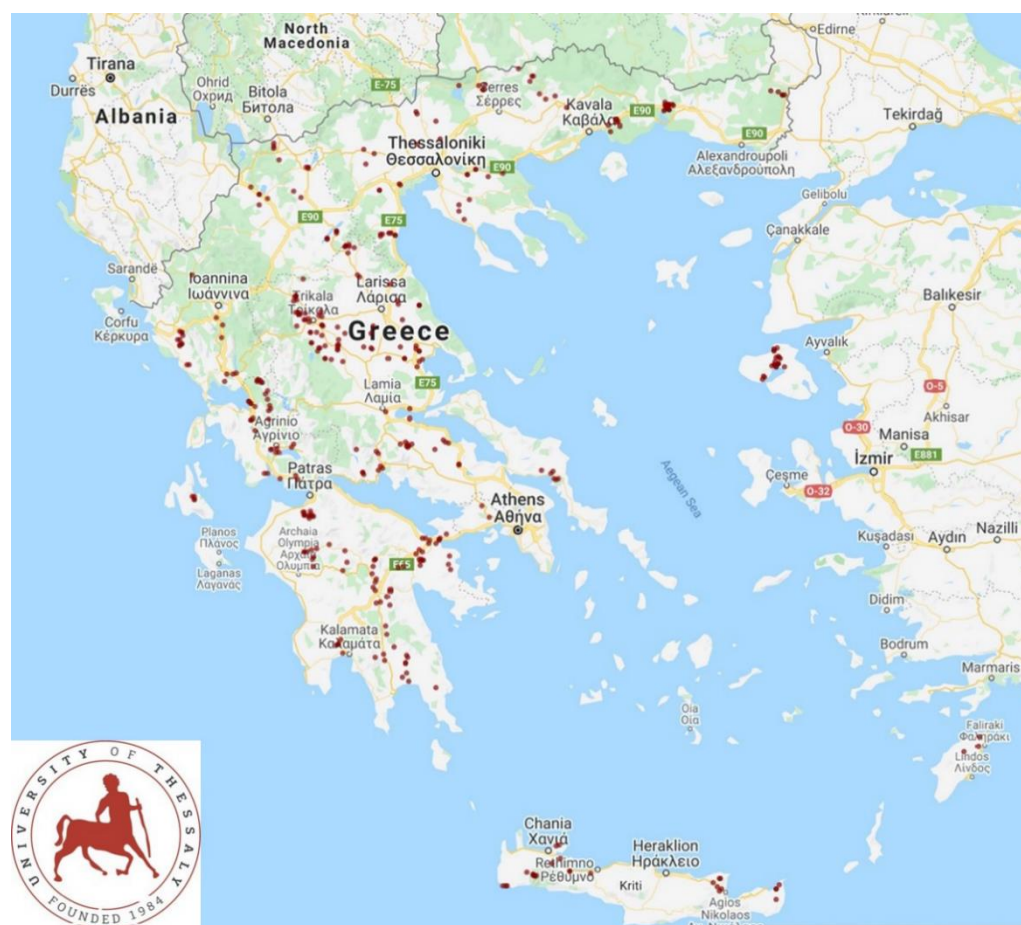 North
Macedonia
Tirana
Durrës
Albania
Ohrid
Охрид
Bitola
Битола
E-75
Serres
Σέρρες
Kavala
Καβάλα
E90
Edirne
Tekirdağ
E90
Alexandroupoli
Αλεξανδρούπολη
Thessaloniki
Θεσσαλονίκη
E90
Gelibolu
Çanakkale
E90
E75
Sarandë
Ioannina
Ιωάννινα
Larissa
Λάρισα
Trikala
Τρίκαλα
Greece
Corfu
Κέρκυρα
Balıkesir
Ayvalık
Lamia
Λαμία
E75
O-5
Akhisar
O-30
Manisa
E881
İzmir
Agrinio
Αγρίνιο
Patras
Πάτρα
Aegean Sea
Çeşme
O-32
Athens
Αθήνα
Planos
Πλάνος
Laganas
Λαγανάς
Archaia
Olympia
Αρχαία
Ολυμπία
E65
Kuşadası
Aydın
Nazilli
Didim
Bodrum
Kalamata
Καλαμάτα
Marmaris
Oia
Οία
Faliraki
Φαληράκι
Lindos
Λίνδος
UNIVERSITY OF THESSALY
FOUNDED 1984
Chania
Χανιά
Rethimno
Ρέθυμνο
Heraklion
Ηράκλειο
Kriti
Agios
Nikolaos